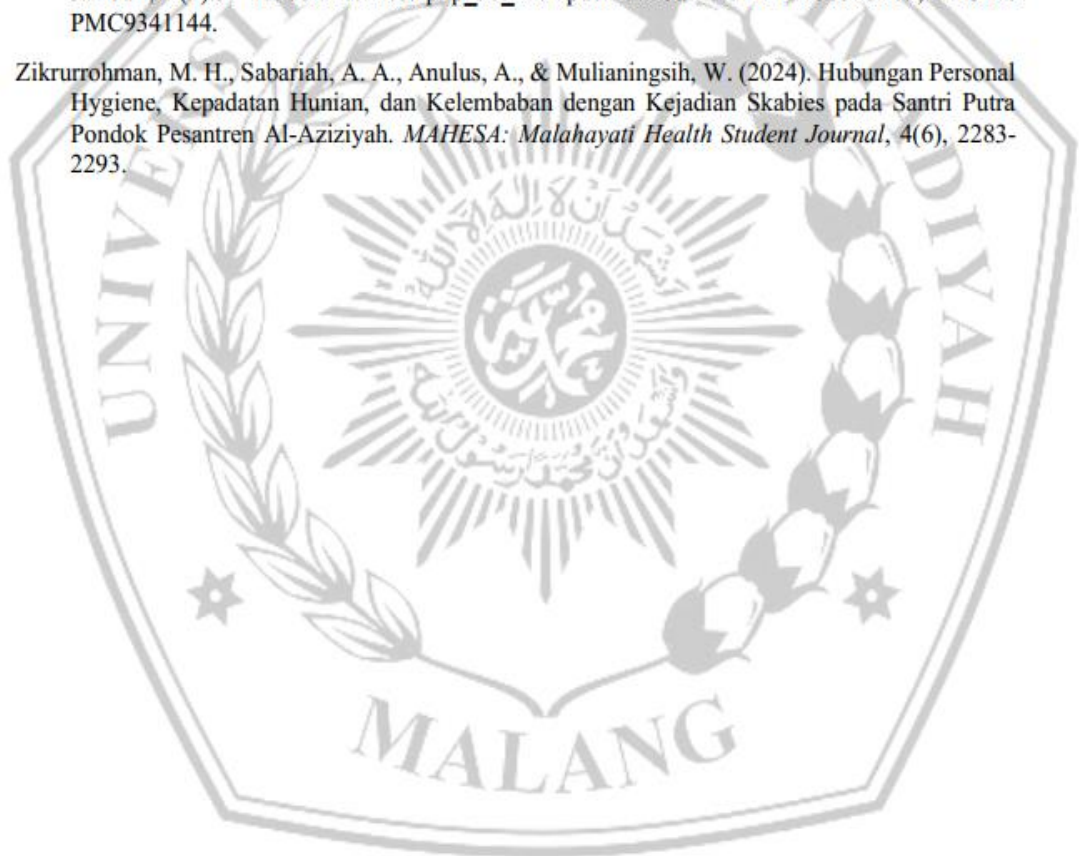 PMC9341144.
Zikrurrohman, M. H., Sabariah, A. A., Anulus, A., & Mulianingsih, W. (2024). Hubungan Personal
Hygiene, Kepadatan Hunian, dan Kelembaban dengan Kejadian Skabies pada Santri Putra
Pondok Pesantren Al-Aziziyah. MAHESA: Malahayati Health Student Journal, 4(6), 2283-
2293.
MALANG